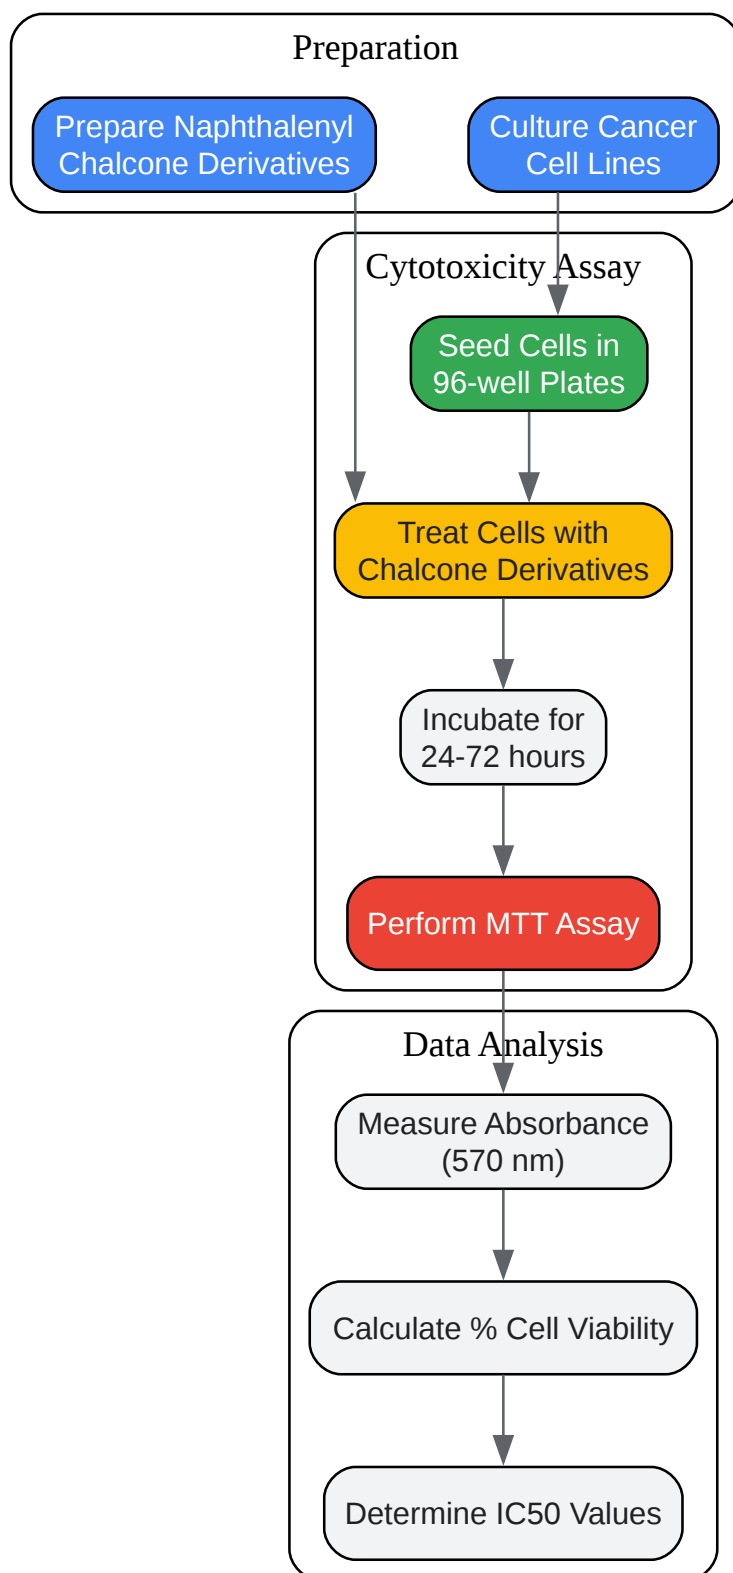 Preparation
Prepare Naphthalenyl
Chalcone Derivatives
Culture Cancer
Cell Lines
Cytotoxicity Assay
Seed Cells in
96-well Plates
Treat Cells with
Chalcone Derivatives
Incubate for
24-72 hours
Perform MTT Assay
Data Analysis
Measure Absorbance
(570 nm)
Calculate % Cell Viability
Determine IC50 Values